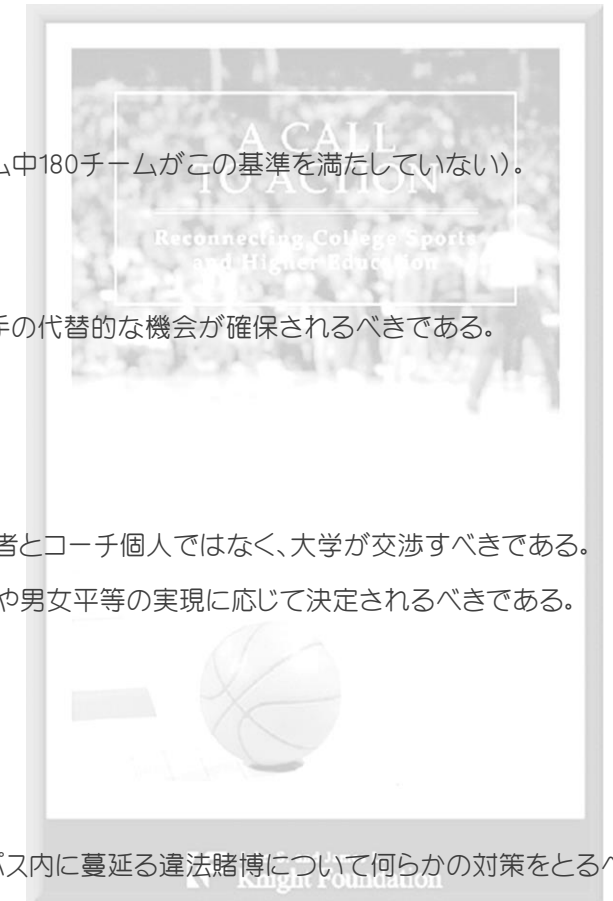 ム中180チームがこの基準を満たしていない）。
A CALL
TO ACTION
Reconnecting College Sports
and Higher Education
手の代替的な機会が確保されるべきである。
者とコーチ個人ではなく、大学が交渉すべきである。
や男女平等の実現に応じて決定されるべきである。
パス内に蔓延る違法賭博について何らかの対策をとるべ
Knight Foundation